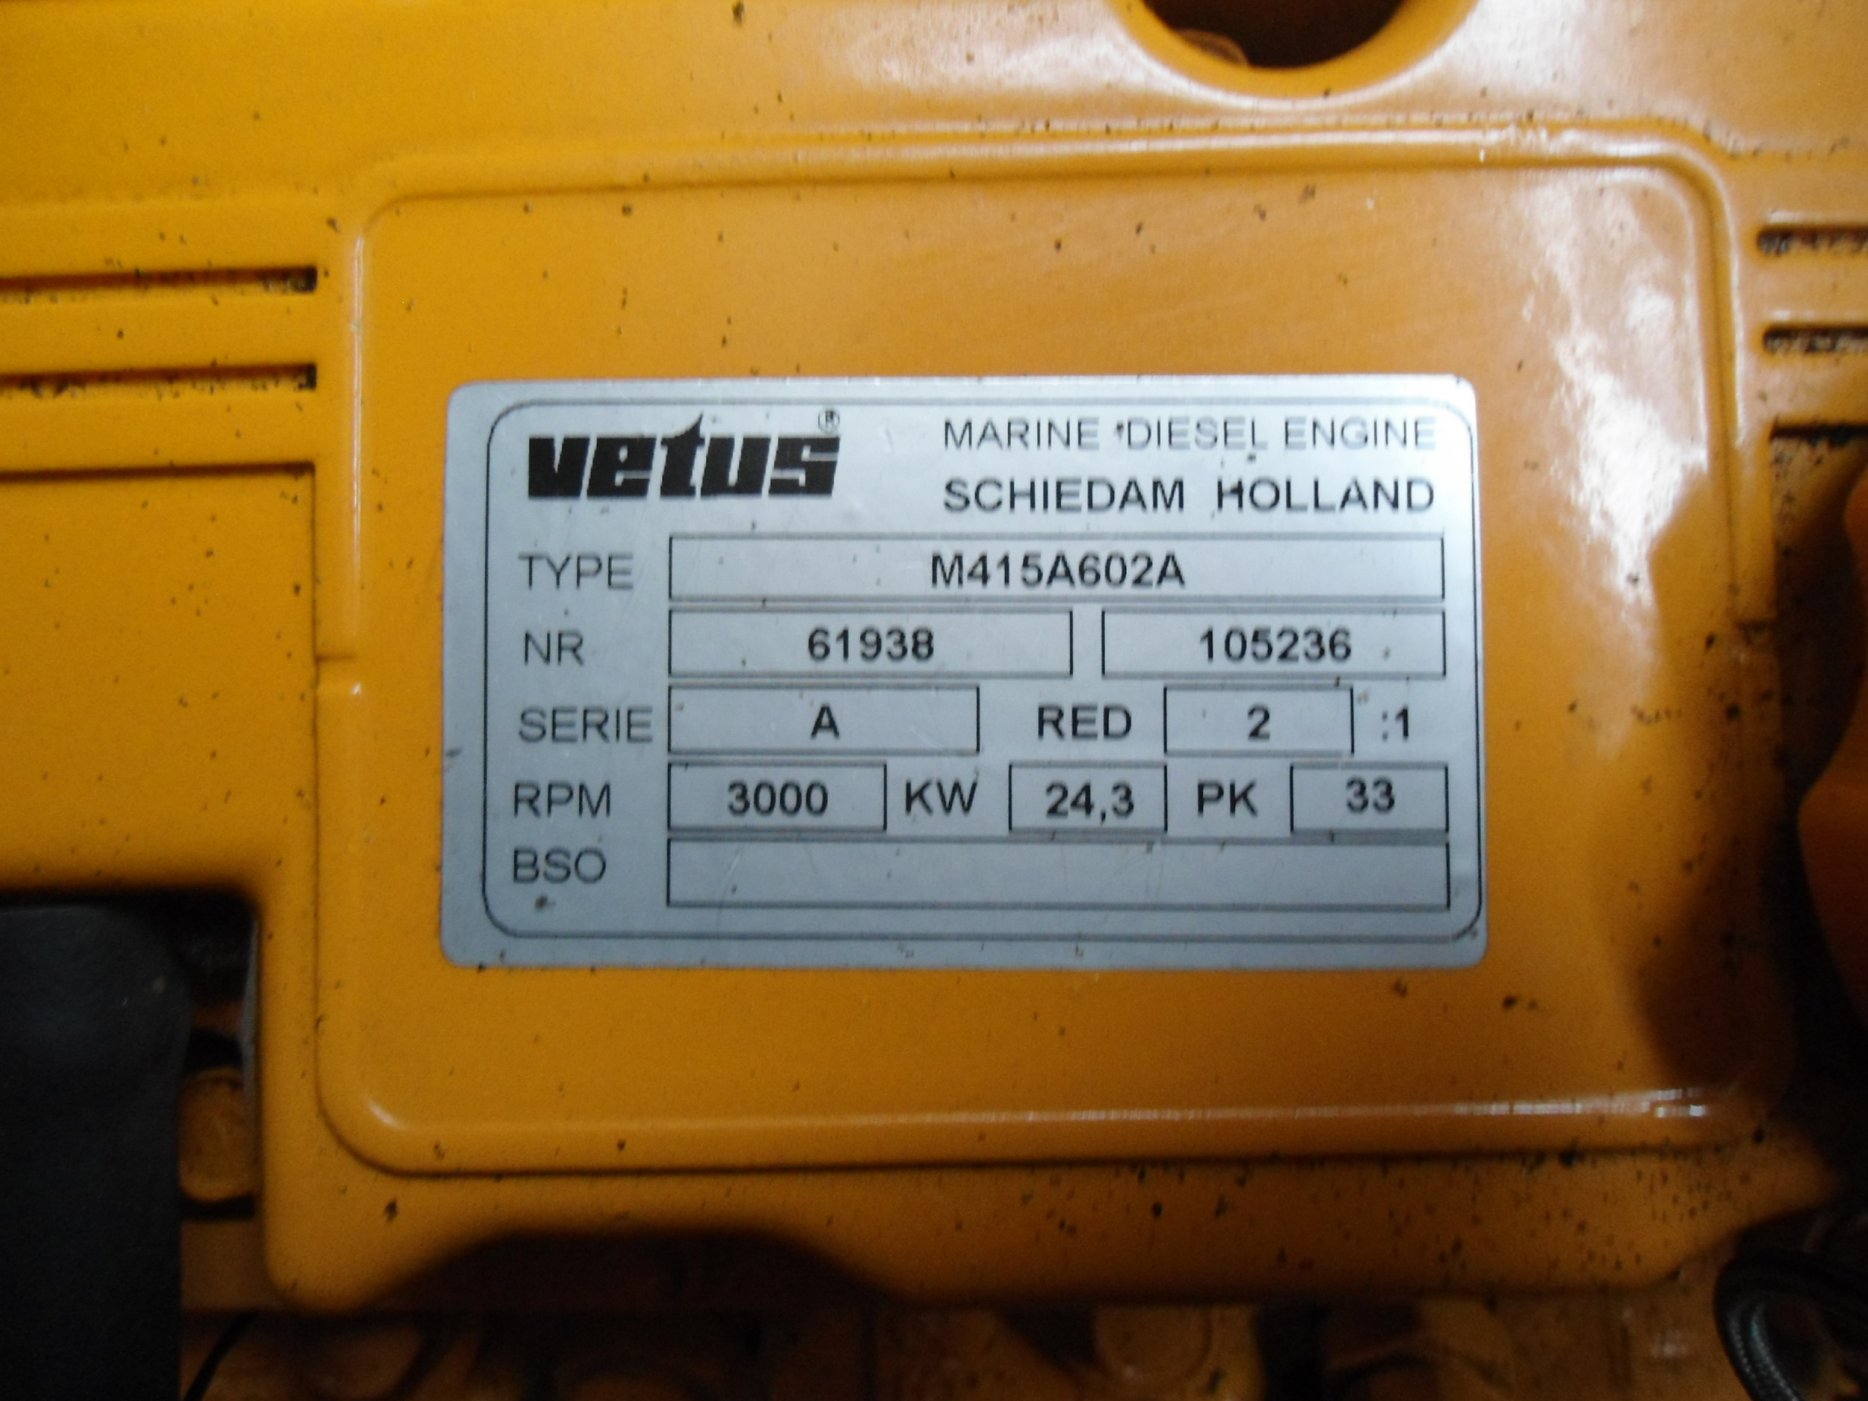 vetus®
MARINE DIESEL ENGINE
SCHIEDAM HOLLAND
TYPE M415A602A
NR 61938 105236
SERIE A RED 2 :1
RPM 3000 KW 24,3 PK 33
BSO